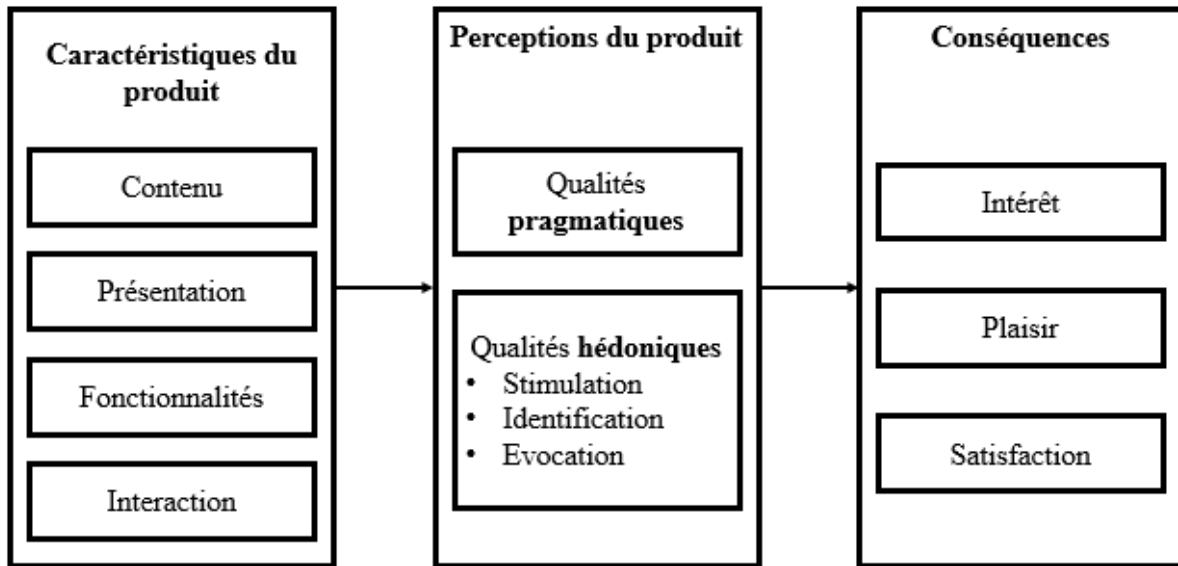 Caractéristiques du
produit
Contenu
Présentation
Fonctionnalités
Interaction
Perceptions du produit
Qualités
pragmatiques
Qualités hédoniques
• Stimulation
• Identification
• Evocation
Conséquences
Intérêt
Plaisir
Satisfaction